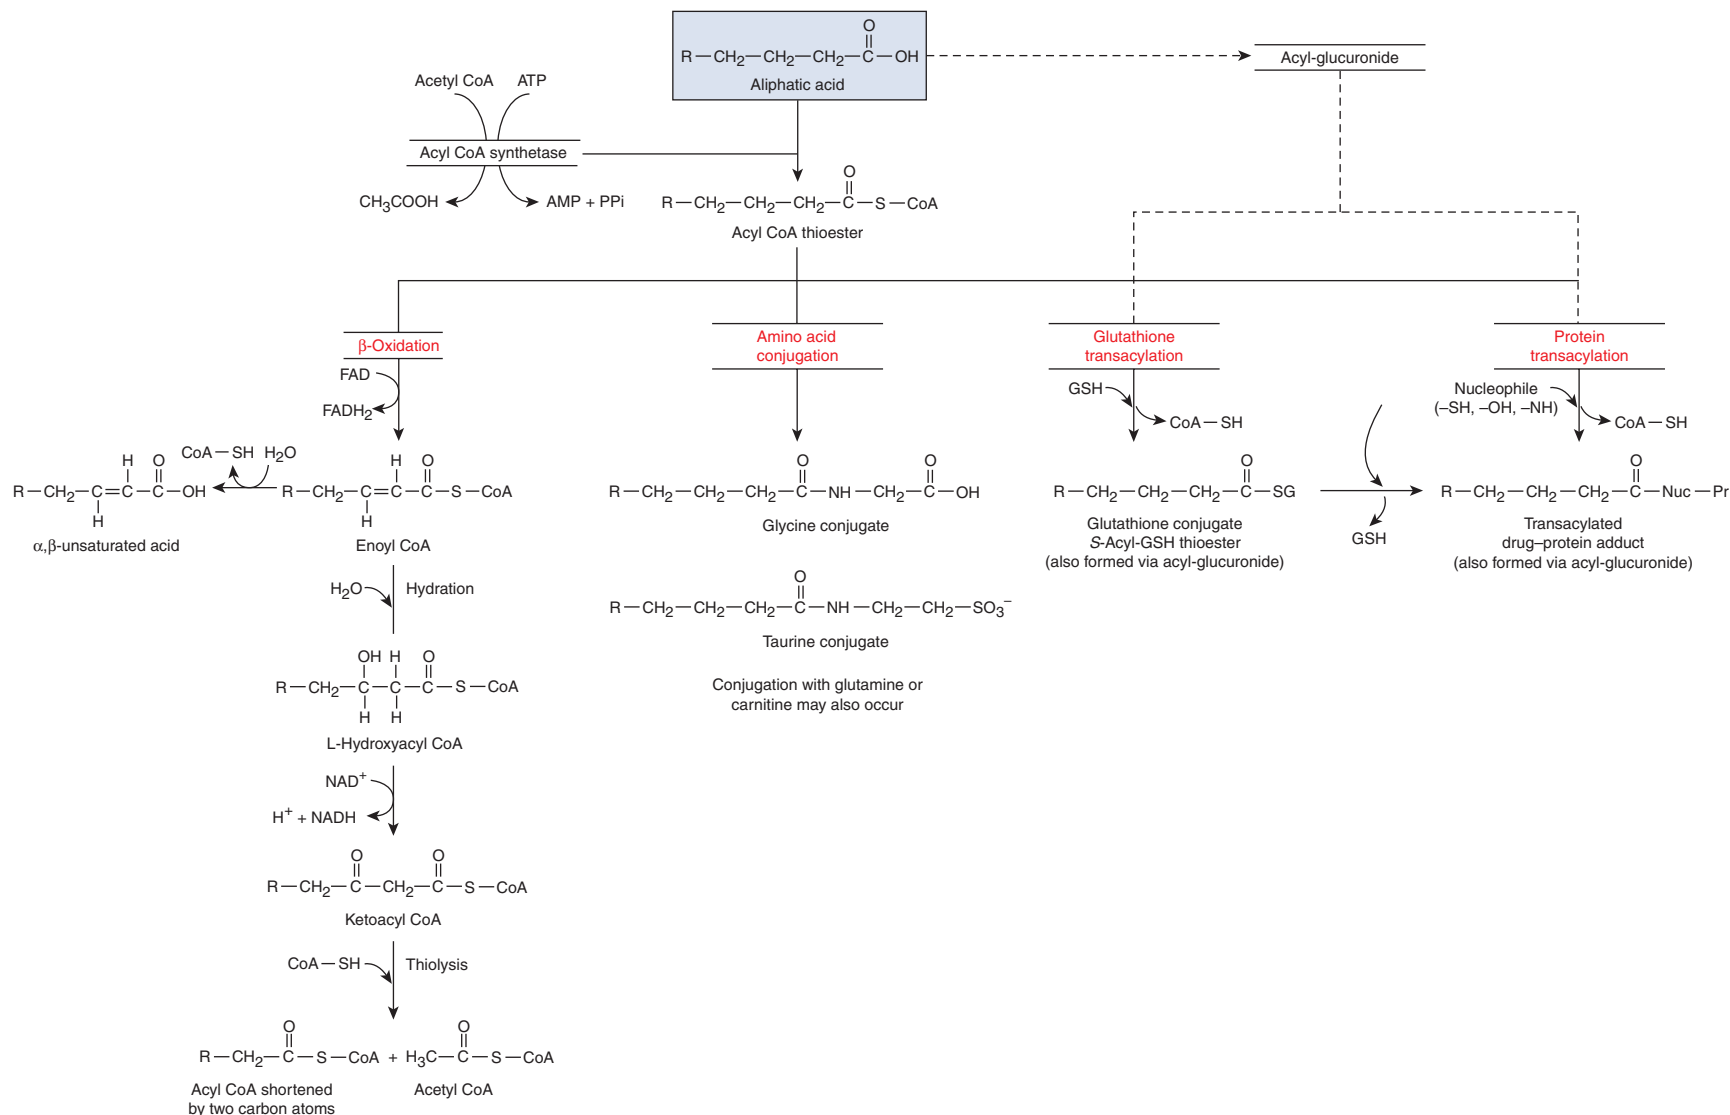 R—CH₂—CH₂—CH₂—C—OH
O
Aliphatic acid
Acyl-glucuronide
Acetyl CoA
ATP
Acyl CoA synthetase
CH₃COOH
AMP + PPi
O
R—CH₂—CH₂—CH₂—C—S—CoA
Acyl CoA thioester
β-Oxidation
Amino acid
conjugation
Glutathione
transacylation
Protein
transacylation
FAD
FADH₂
CoA—SH
H₂O
H O
R—CH₂—C=C—C—OH
H
α,β-unsaturated acid
H O
R—CH₂—C=C—C—S—CoA
H
Enoyl CoA
H₂O
Hydration
OH H O
R—CH₂—C—C—C—S—CoA
H H
L-Hydroxyacyl CoA
NAD⁺
H⁺ + NADH
O O
R—CH₂—C—CH₂—C—S—CoA
Ketoacyl CoA
CoA—SH
Thiolysis
O O
R—CH₂—C—S—CoA + H₃C—C—S—CoA
Acyl CoA shortened
by two carbon atoms
Acetyl CoA
O O
R—CH₂—CH₂—CH₂—C—NH—CH₂—C—OH
Glycine conjugate
O
R—CH₂—CH₂—CH₂—C—NH—CH₂—CH₂—SO₃⁻
Taurine conjugate
Conjugation with glutamine or
carnitine may also occur
GSH
CoA—SH
O
R—CH₂—CH₂—CH₂—C—SG
Glutathione conjugate
S-Acyl-GSH thioester
(also formed via acyl-glucuronide)
GSH
Nucleophile
(–SH, –OH, –NH)
CoA—SH
O
R—CH₂—CH₂—CH₂—C—Nuc—Pr
Transacylated
drug–protein adduct
(also formed via acyl-glucuronide)